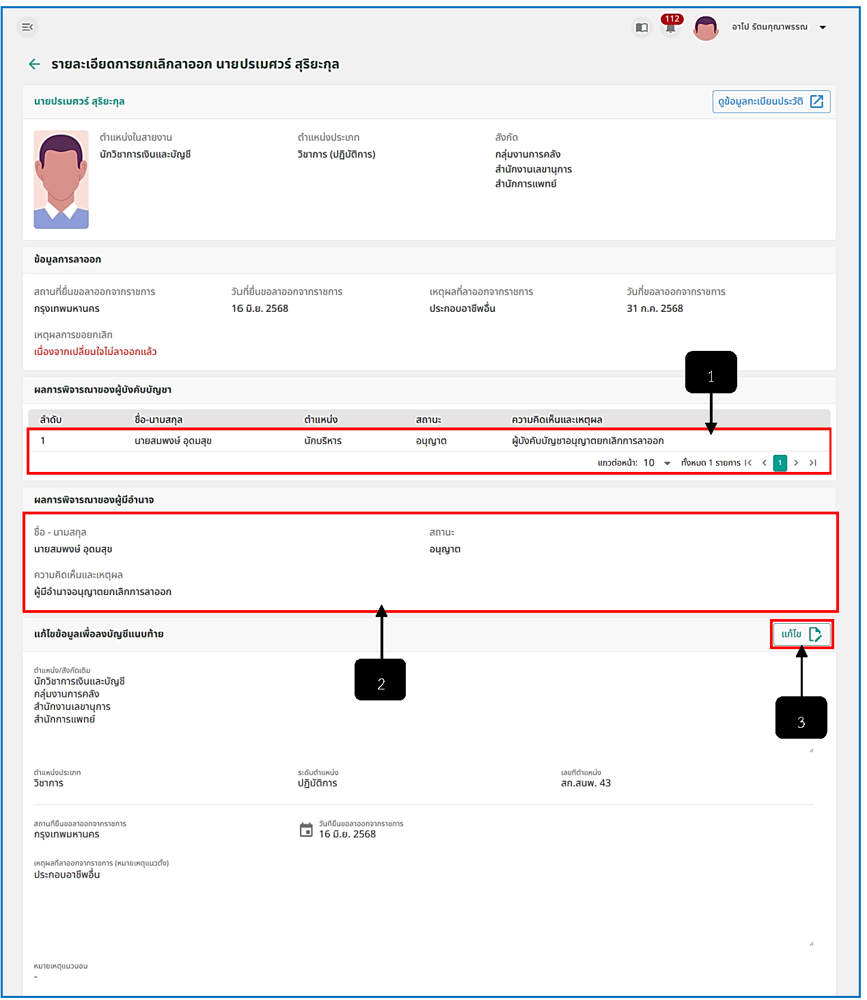 112
อาโป รัตนกุณาพรรณ
รายละเอียดการยกเลิกลาออก นายปรเมศวร์ สุริยะกุล
นายปรเมศวร์ สุริยะกุล
ดูข้อมูลทะเบียนประวัติ
ตำแหน่งในสายงาน ตำแหน่งประเภท สังกัด
นักวิชาการเงินและบัญชี วิชาการ (ปฏิบัติการ) กลุ่มงานการคลัง
สำนักงานเลขานุการ
สำนักการแพทย์
ข้อมูลการลาออก
สถานที่ยื่นขอลาออกจากราชการ วันที่ยื่นขอลาออกจากราชการ เหตุผลที่ลาออกจากราชการ วันที่ขอลาออกจากราชการ
กรุงเทพมหานคร 16 มิ.ย. 2568 ประกอบอาชีพอื่น 31 ก.ค. 2568
เหตุผลการขอยกเลิก
เนื่องจากเปลี่ยนใจไม่ลาออกแล้ว
1
ผลการพิจารณาของผู้บังคับบัญชา
ลำดับ ชื่อ-นามสกุล ตำแหน่ง สถานะ ความคิดเห็นและเหตุผล
1 นายสมพงษ์ อุดมสุข นักบริหาร อนุญาต ผู้บังคับบัญชาอนุญาตยกเลิกการลาออก
แถวต่อหน้า: 10 ทั้งหมด 1 รายการ 1
ผลการพิจารณาของผู้มีอำนาจ
ชื่อ - นามสกุล สถานะ
นายสมพงษ์ อุดมสุข อนุญาต
ความคิดเห็นและเหตุผล
ผู้มีอำนาจอนุญาตยกเลิกการลาออก
แก้ไขข้อมูลเพื่อลงบัญชีแนบท้าย แก้ไข
2
3
ตำแหน่ง/สังกัดเดิม
นักวิชาการเงินและบัญชี
กลุ่มงานการคลัง
สำนักงานเลขานุการ
สำนักการแพทย์
ตำแหน่งประเภท ระดับตำแหน่ง เลขที่ตำแหน่ง
วิชาการ ปฏิบัติการ สก.สนพ. 43
สถานที่ยื่นขอลาออกจากราชการ วันที่ยื่นขอลาออกจากราชการ
กรุงเทพมหานคร 16 มิ.ย. 2568
เหตุผลที่ลาออกจากราชการ (หมายเหตุแนวตั้ง)
ประกอบอาชีพอื่น
หมายเหตุแนวนอน
-